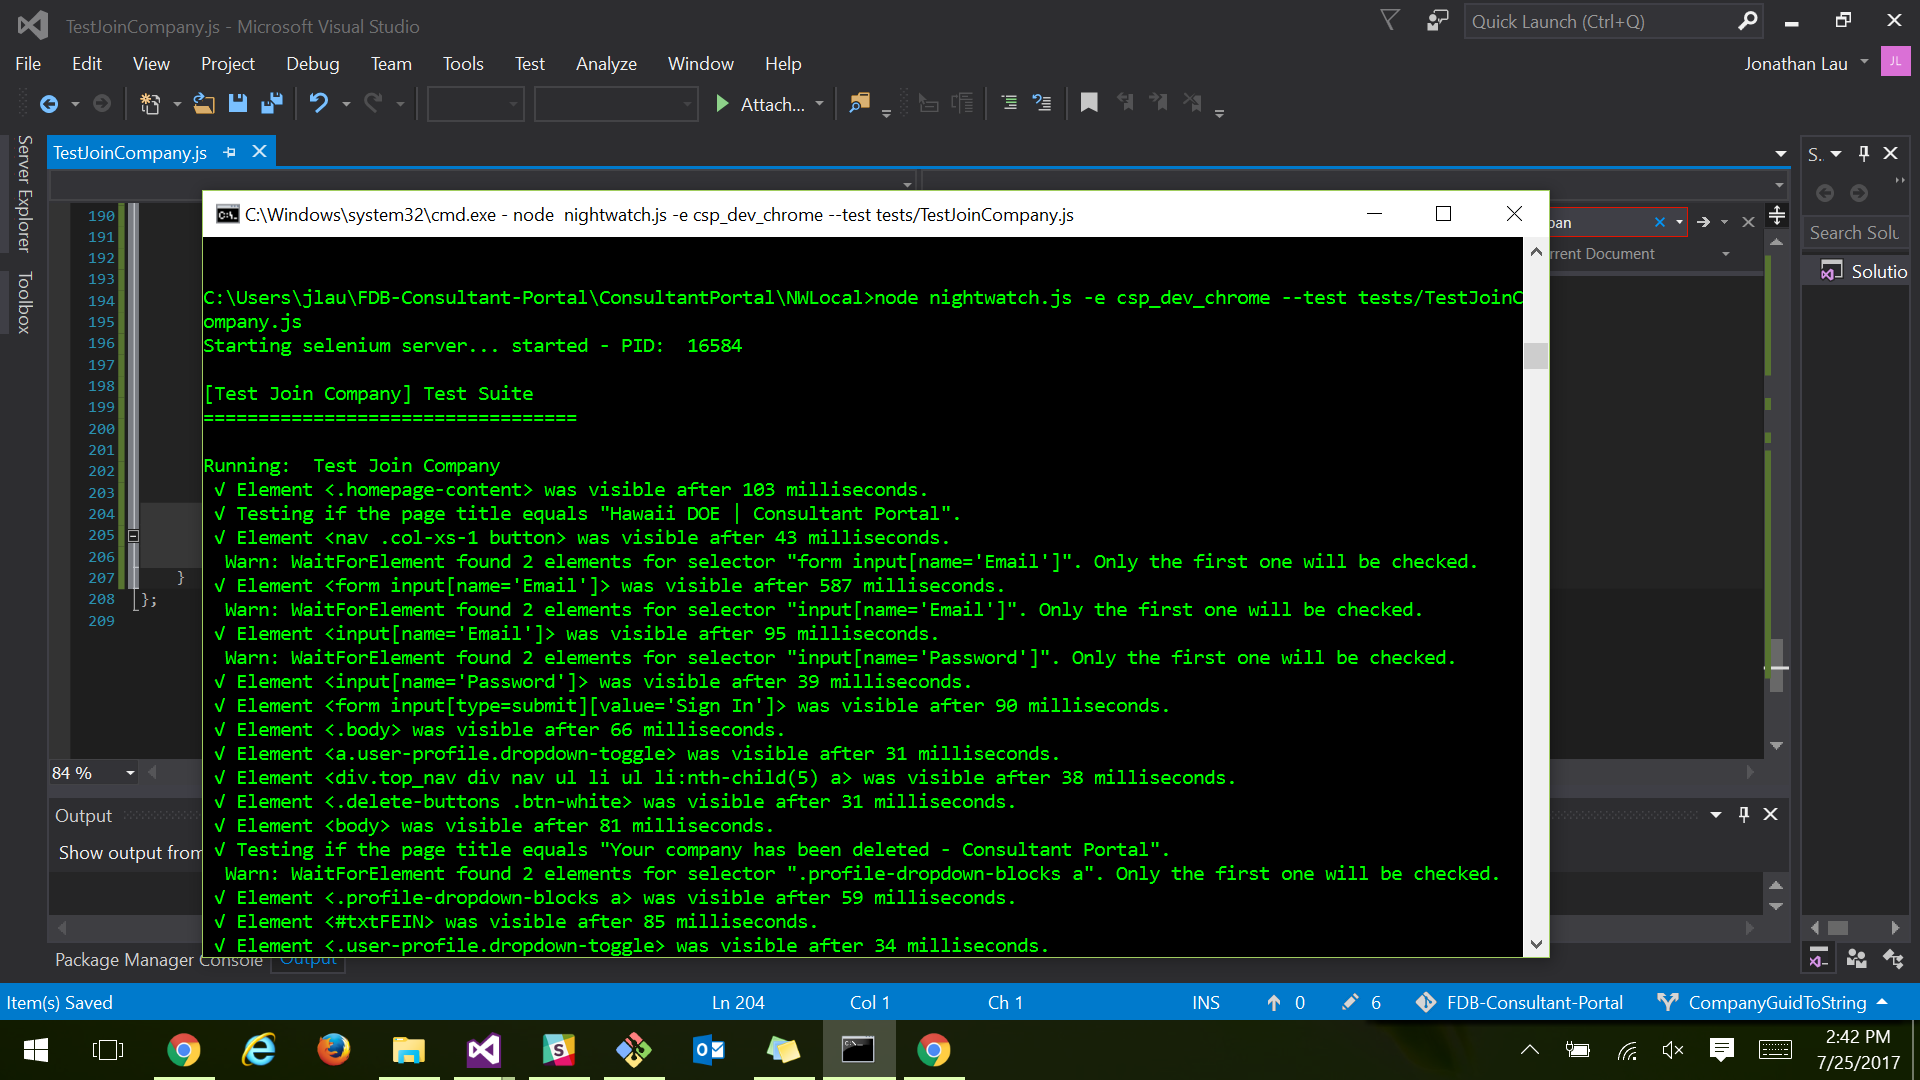 TestJoinCompany.js - Microsoft Visual Studio
Quick Launch (Ctrl+Q)
File Edit View Project Debug Team Tools Test Analyze Window Help
Jonathan Lau JL
Attach...
Server Explorer
Toolbox
TestJoinCompany.js
S..
C:\Windows\system32\cmd.exe - node  nightwatch.js -e csp_dev_chrome --test tests/TestJoinCompany.js
pan
rrent Document
Search Solu
Solutio
190
191
192
193
194
195
196
197
198
199
200
201
202
203
204
205
206
207 }
208 };
209
C:\Users\jlau\FDB-Consultant-Portal\ConsultantPortal\NWLocal>node nightwatch.js -e csp_dev_chrome --test tests/TestJoinC
ompany.js
Starting selenium server... started - PID:  16584
[Test Join Company] Test Suite
==================================
Running:  Test Join Company
√ Element <.homepage-content> was visible after 103 milliseconds.
√ Testing if the page title equals "Hawaii DOE | Consultant Portal".
√ Element <nav .col-xs-1 button> was visible after 43 milliseconds.
Warn: WaitForElement found 2 elements for selector "form input[name='Email']". Only the first one will be checked.
√ Element <form input[name='Email']> was visible after 587 milliseconds.
Warn: WaitForElement found 2 elements for selector "input[name='Email']". Only the first one will be checked.
√ Element <input[name='Email']> was visible after 95 milliseconds.
Warn: WaitForElement found 2 elements for selector "input[name='Password']". Only the first one will be checked.
√ Element <input[name='Password']> was visible after 39 milliseconds.
√ Element <form input[type=submit][value='Sign In']> was visible after 90 milliseconds.
√ Element <.body> was visible after 66 milliseconds.
√ Element <a.user-profile.dropdown-toggle> was visible after 31 milliseconds.
√ Element <div.top_nav div nav ul li ul li:nth-child(5) a> was visible after 38 milliseconds.
√ Element <.delete-buttons .btn-white> was visible after 31 milliseconds.
√ Element <body> was visible after 81 milliseconds.
√ Testing if the page title equals "Your company has been deleted - Consultant Portal".
Warn: WaitForElement found 2 elements for selector ".profile-dropdown-blocks a". Only the first one will be checked.
√ Element <.profile-dropdown-blocks a> was visible after 59 milliseconds.
√ Element <#txtFEIN> was visible after 85 milliseconds.
√ Element <.user-profile.dropdown-toggle> was visible after 34 milliseconds.
84 %
Output
Show output from
Package Manager Console Output
Item(s) Saved Ln 204 Col 1 Ch 1 INS 0 6 FDB-Consultant-Portal CompanyGuidToString
2:42 PM
7/25/2017